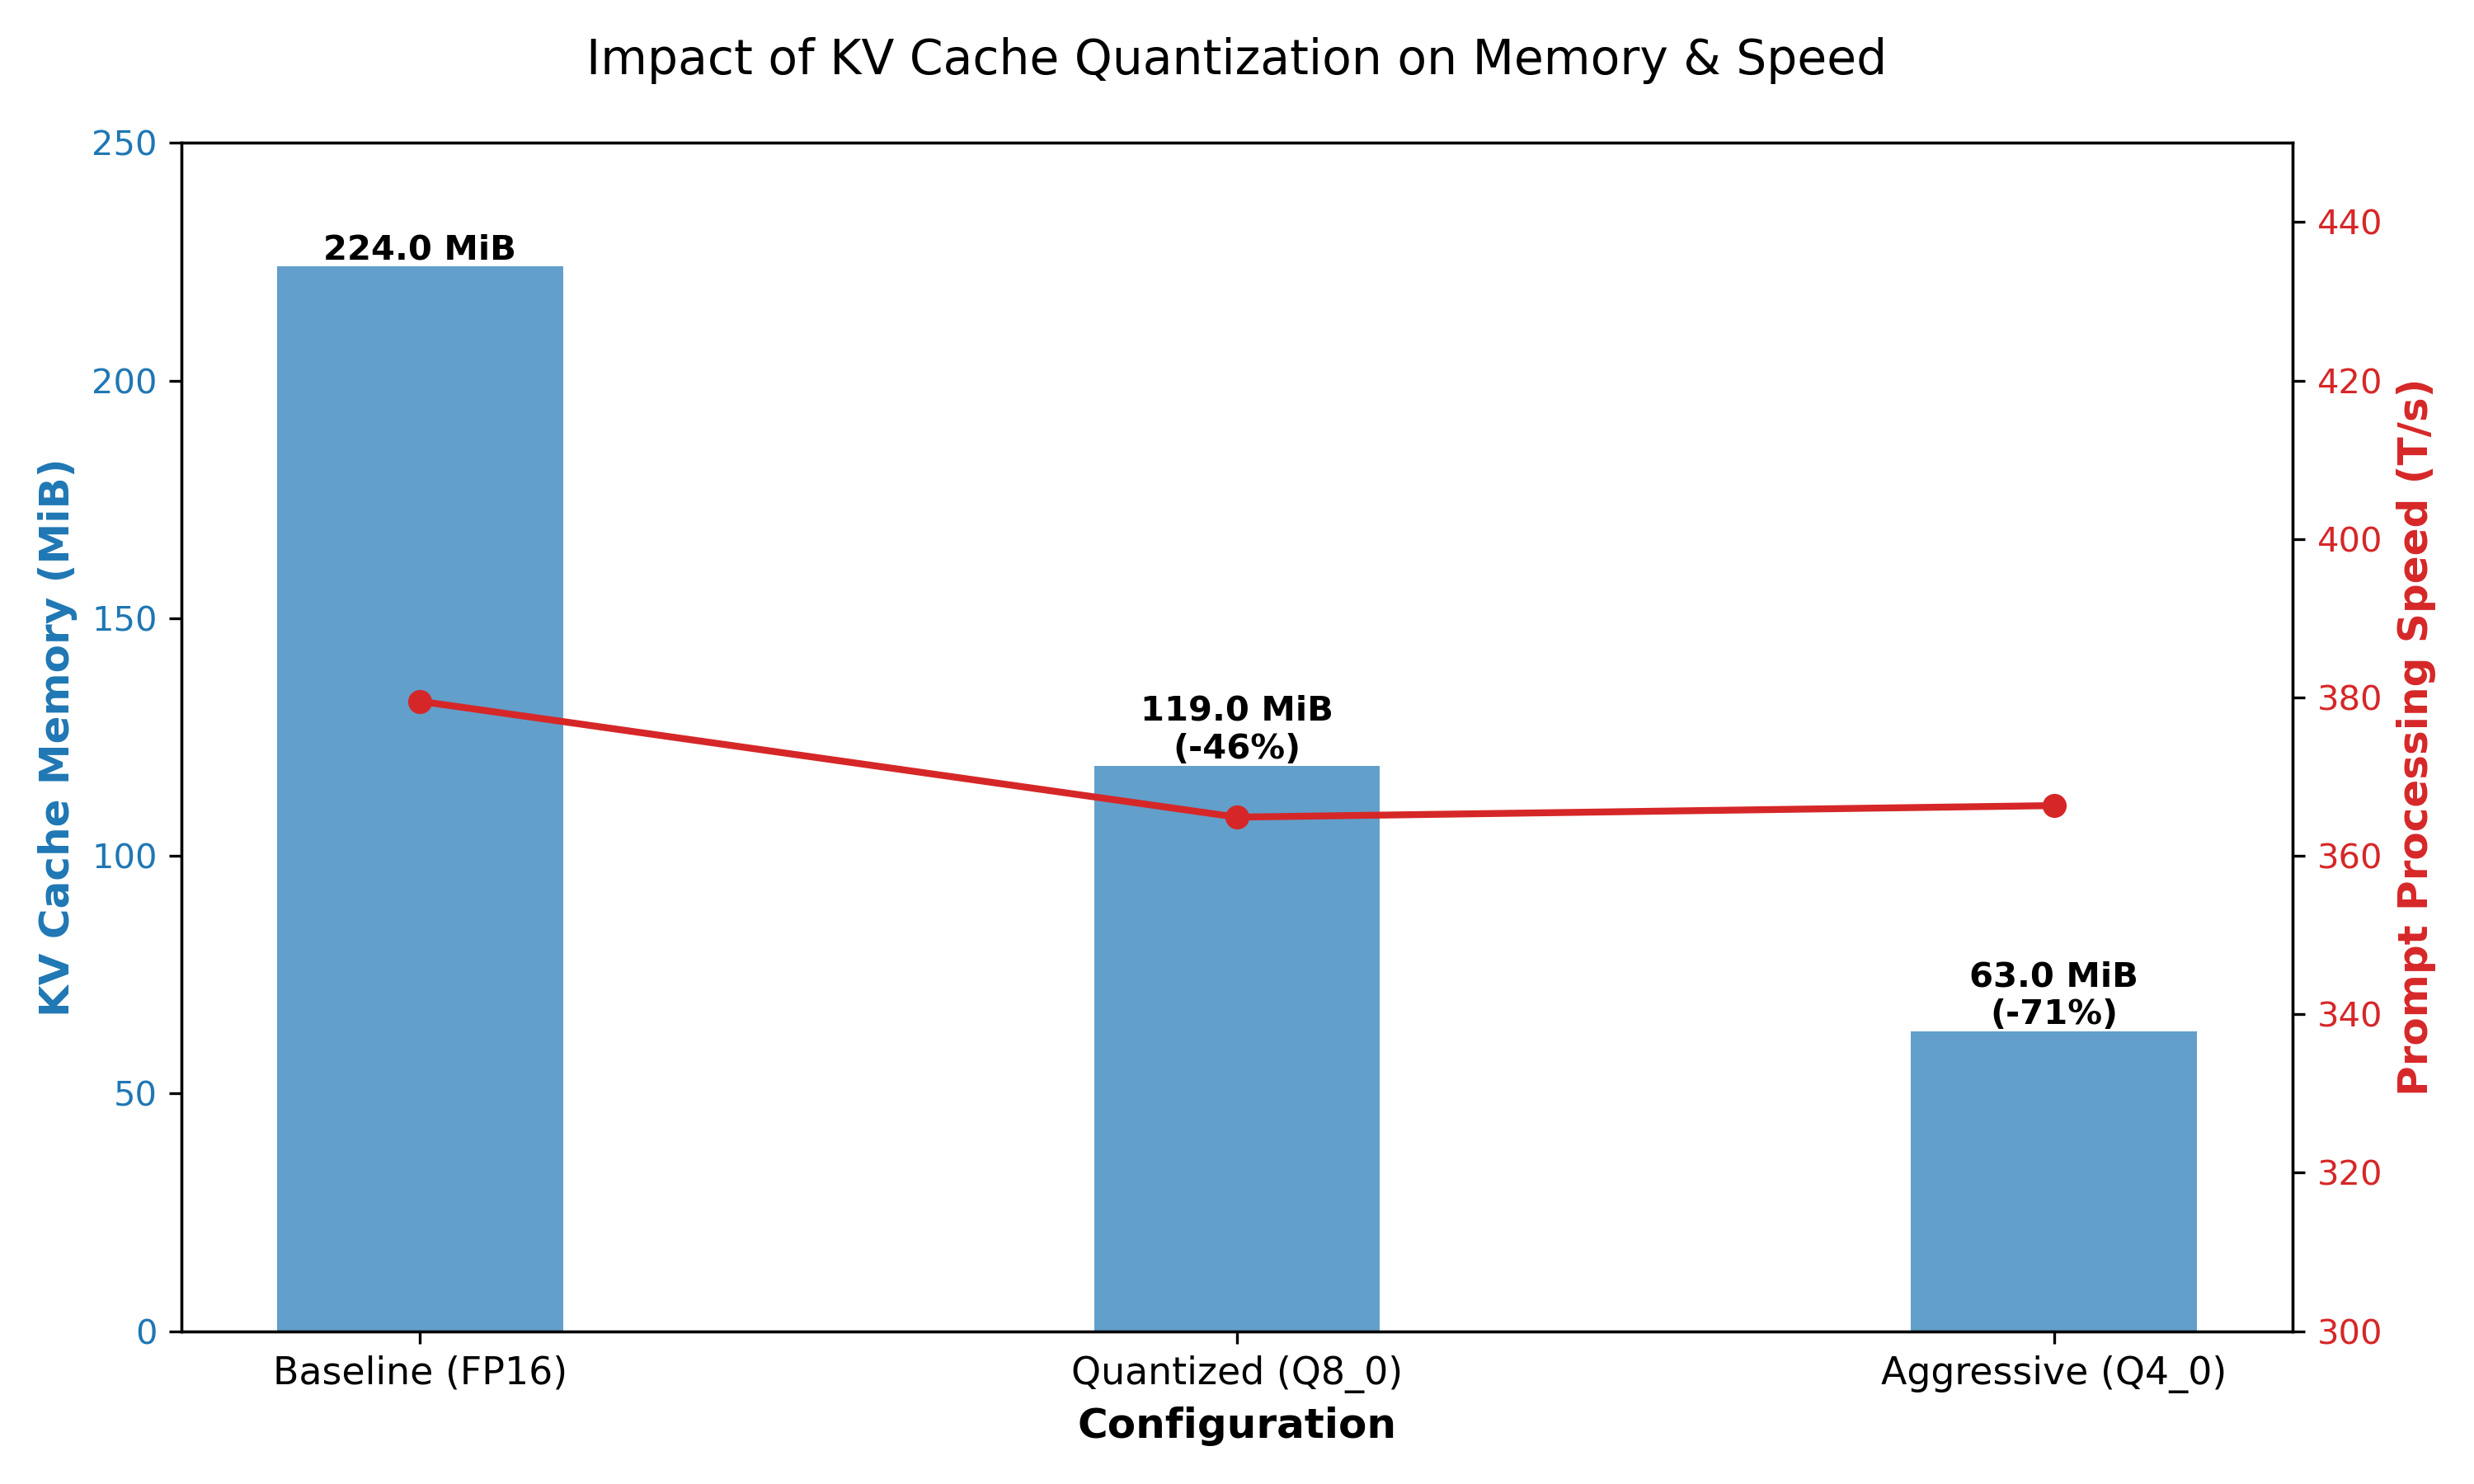 Impact of KV Cache Quantization on Memory & Speed
KV Cache Memory (MiB)
250
200
150
100
50
0
224.0 MiB
119.0 MiB
(-46%)
63.0 MiB
(-71%)
440
420
400
380
360
340
320
300
Prompt Processing Speed (T/s)
Baseline (FP16)
Quantized (Q8_0)
Aggressive (Q4_0)
Configuration